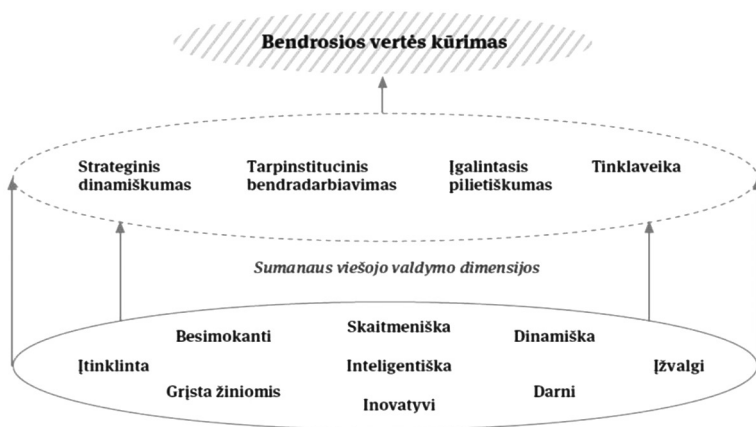 Bendrosios vertės kūrimas
Strateginis
dinamiškumas
Tarpinstitucinis
bendradarbiavimas
Įgalintasis
pilietiškumas
Tinklaveika
Sumanaus viešojo valdymo dimensijos
Skaitmeniška
Besimokanti
Dinamiška
Įtinklinta
Inteligentiška
Įžvalgi
Grįsta žiniomis
Darni
Inovatyvi